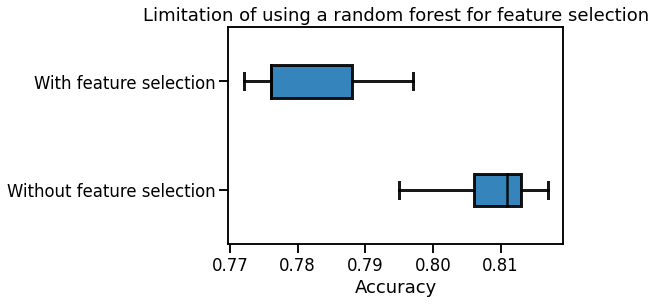 Limitation of using a random forest for feature selection
With feature selection
Without feature selection
0.77 0.78 0.79 0.80 0.81
Accuracy